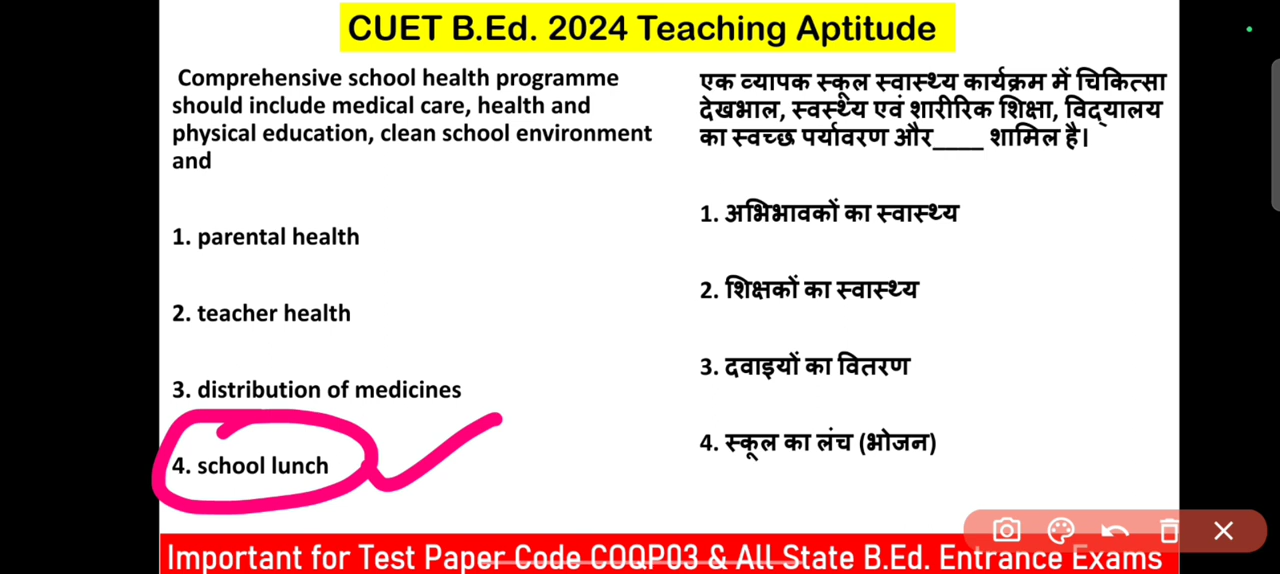 CUET B.Ed. 2024 Teaching Aptitude
Comprehensive school health programme
should include medical care, health and
physical education, clean school environment
and
1. parental health
2. teacher health
3. distribution of medicines
4. school lunch
एक व्यापक स्कूल स्वास्थ्य कार्यक्रम में चिकित्सा
देखभाल, स्वस्थ्य एवं शारीरिक शिक्षा, विद्यालय
का स्वच्छ पर्यावरण और____ शामिल है।
1. अभिभावकों का स्वास्थ्य
2. शिक्षकों का स्वास्थ्य
3. दवाइयों का वितरण
4. स्कूल का लंच (भोजन)
Important for Test Paper Code COQP03 & All State B.Ed. Entrance Exams